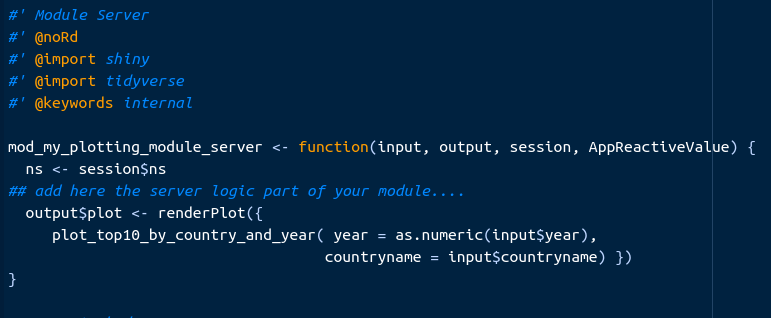 #' Module Server
#' @noRd
#' @import shiny
#' @import tidyverse
#' @keywords internal
mod_my_plotting_module_server <- function(input, output, session, AppReactiveValue) {
  ns <- session$ns
## add here the server logic part of your module....
  output$plot <- renderPlot({
     plot_top10_by_country_and_year( year = as.numeric(input$year),
                                    countryname = input$countryname) })
}